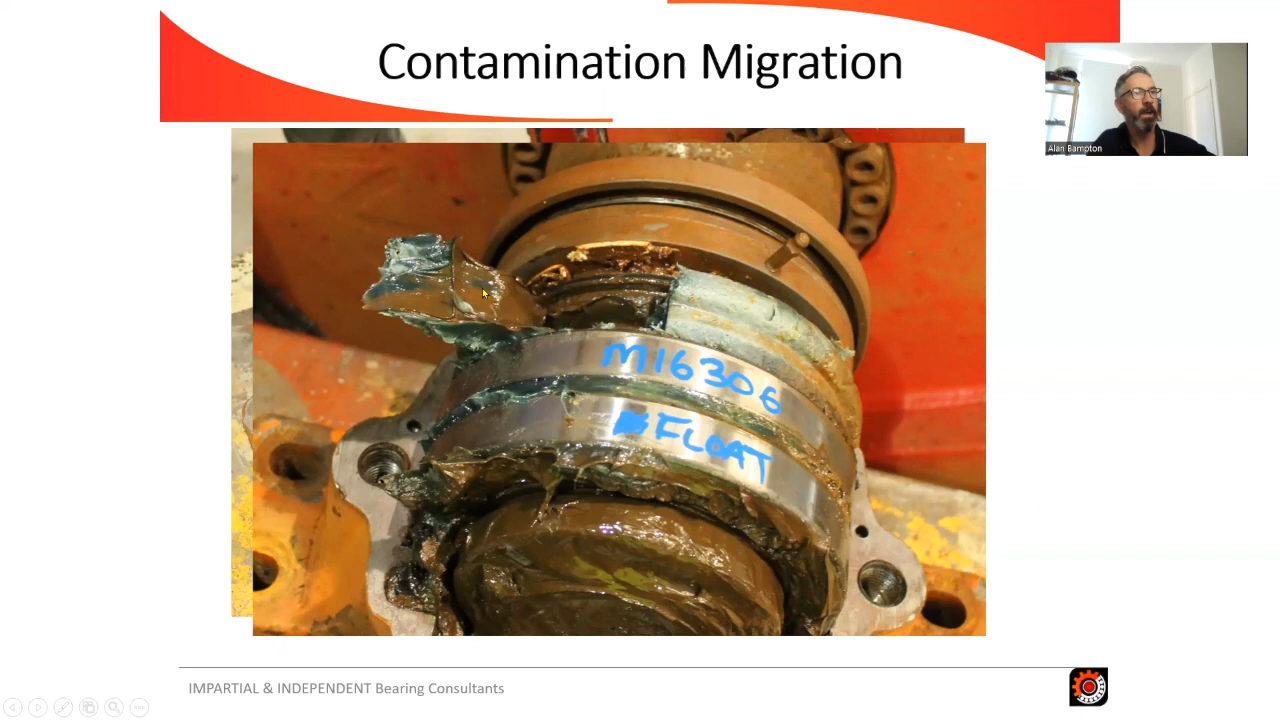 Contamination Migration
Alan Bampton
M16306
FLOAT
IMPARTIAL & INDEPENDENT Bearing Consultants